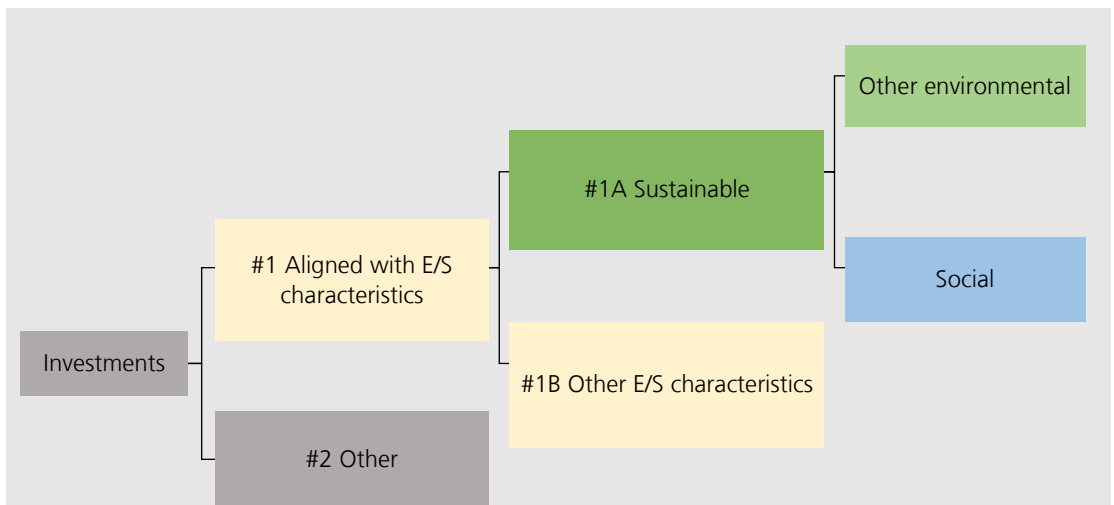 Investments
#1 Aligned with E/S
characteristics
#2 Other
#1A Sustainable
#1B Other E/S characteristics
Other environmental
Social